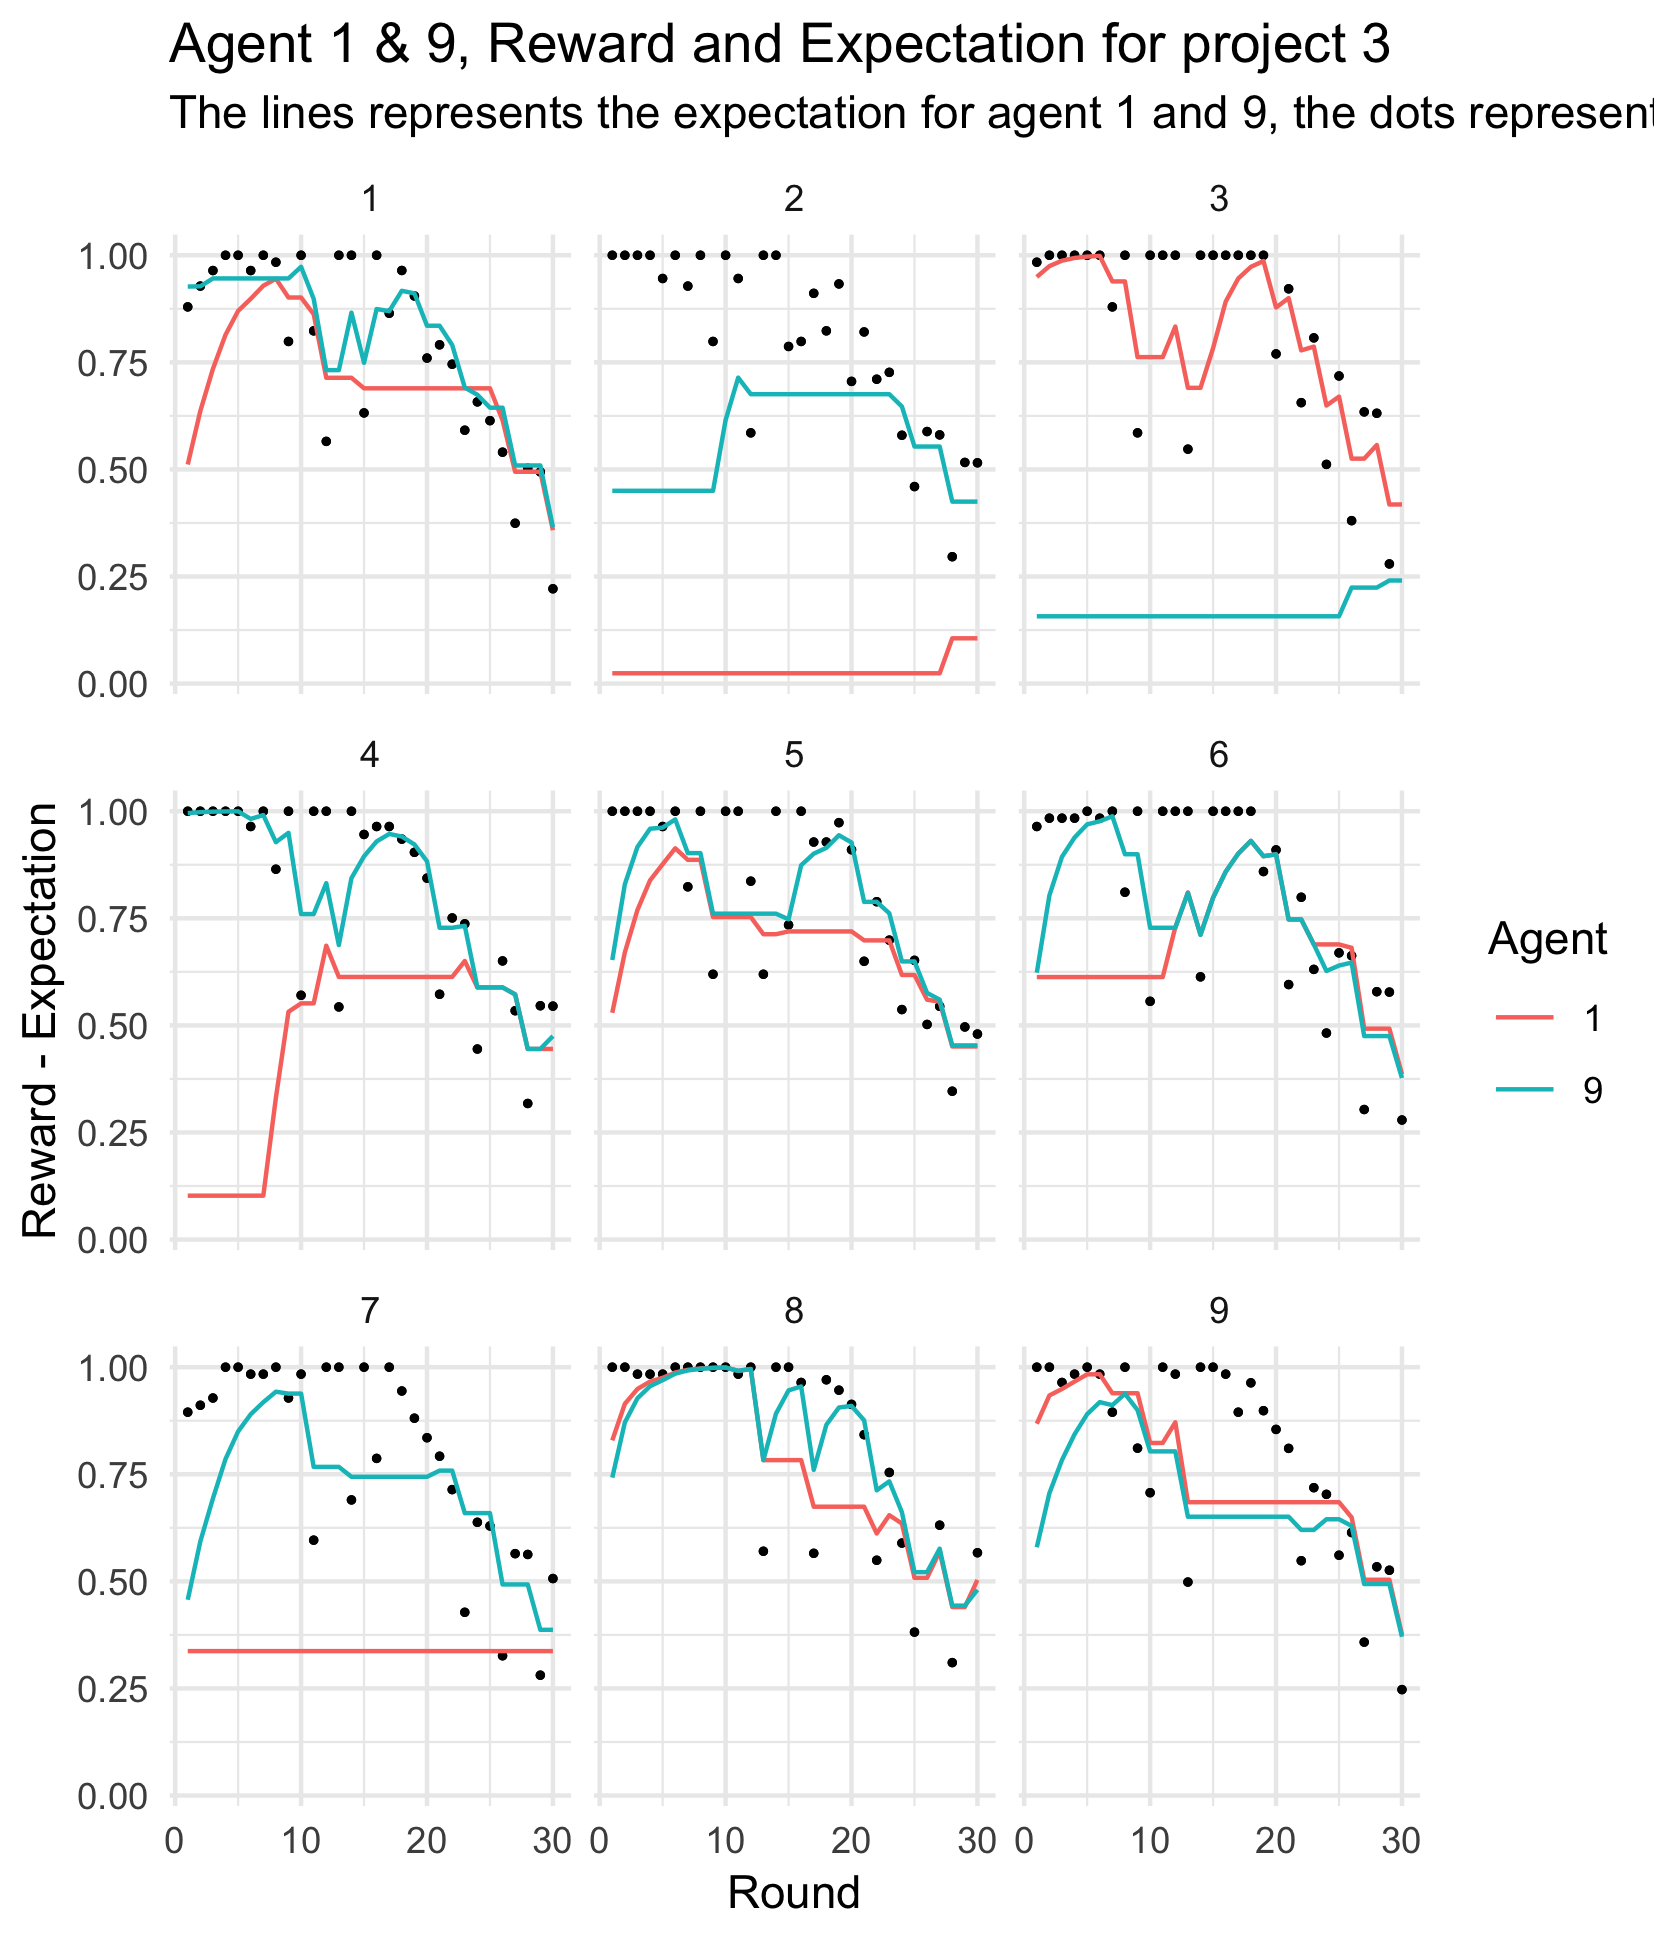 Agent 1 & 9, Reward and Expectation for project 3
The lines represents the expectation for agent 1 and 9, the dots represent
1 2 3
1.00
0.75
0.50
0.25
0.00
4 5 6
1.00
0.75
0.50
0.25
0.00
Reward - Expectation
Agent
1
9
7 8 9
1.00
0.75
0.50
0.25
0.00
0 10 20 30 0 10 20 30 0 10 20 30
Round